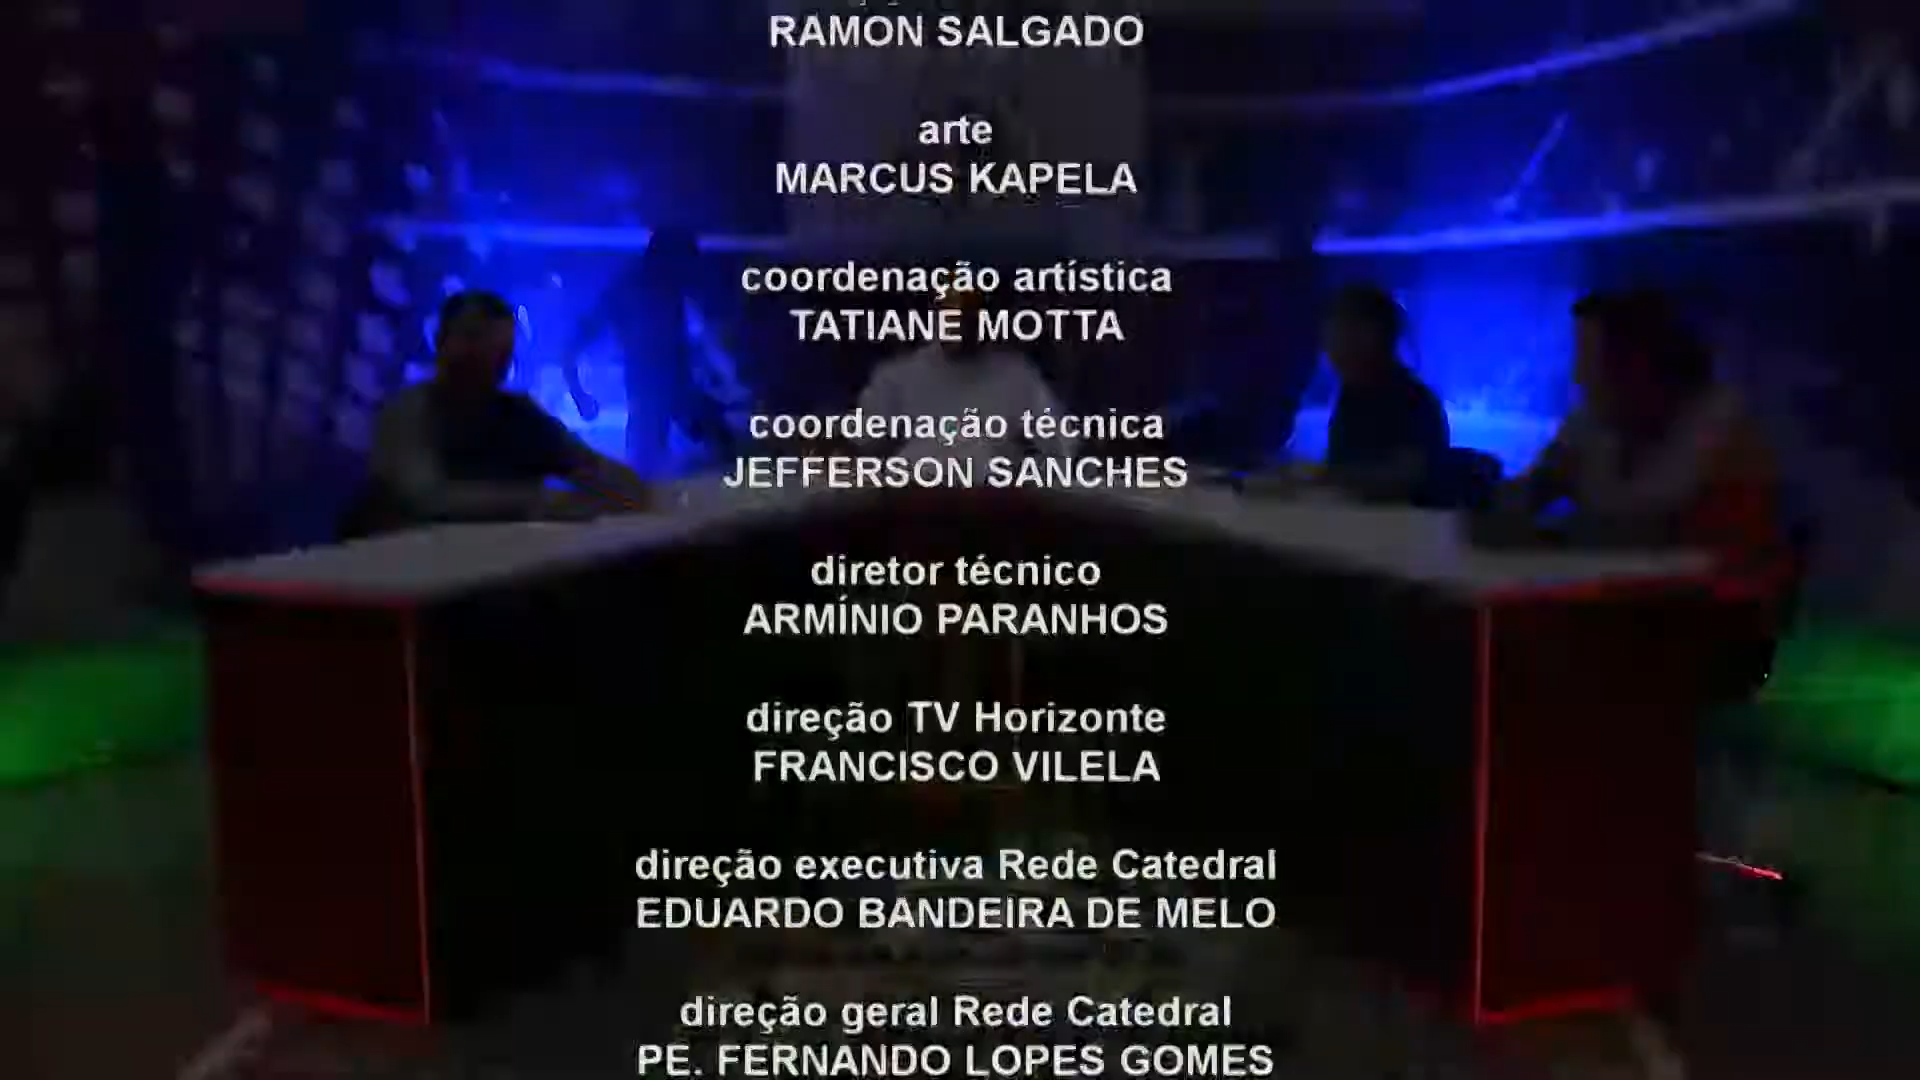 RAMON SALGADO
arte
MARCUS KAPELA
coordenação artística
TATIANE MOTTA
coordenação técnica
JEFFERSON SANCHES
diretor técnico
ARMÍNIO PARANHOS
direção TV Horizonte
FRANCISCO VILELA
direção executiva Rede Catedral
EDUARDO BANDEIRA DE MELO
direção geral Rede Catedral
PE. FERNANDO LOPES GOMES